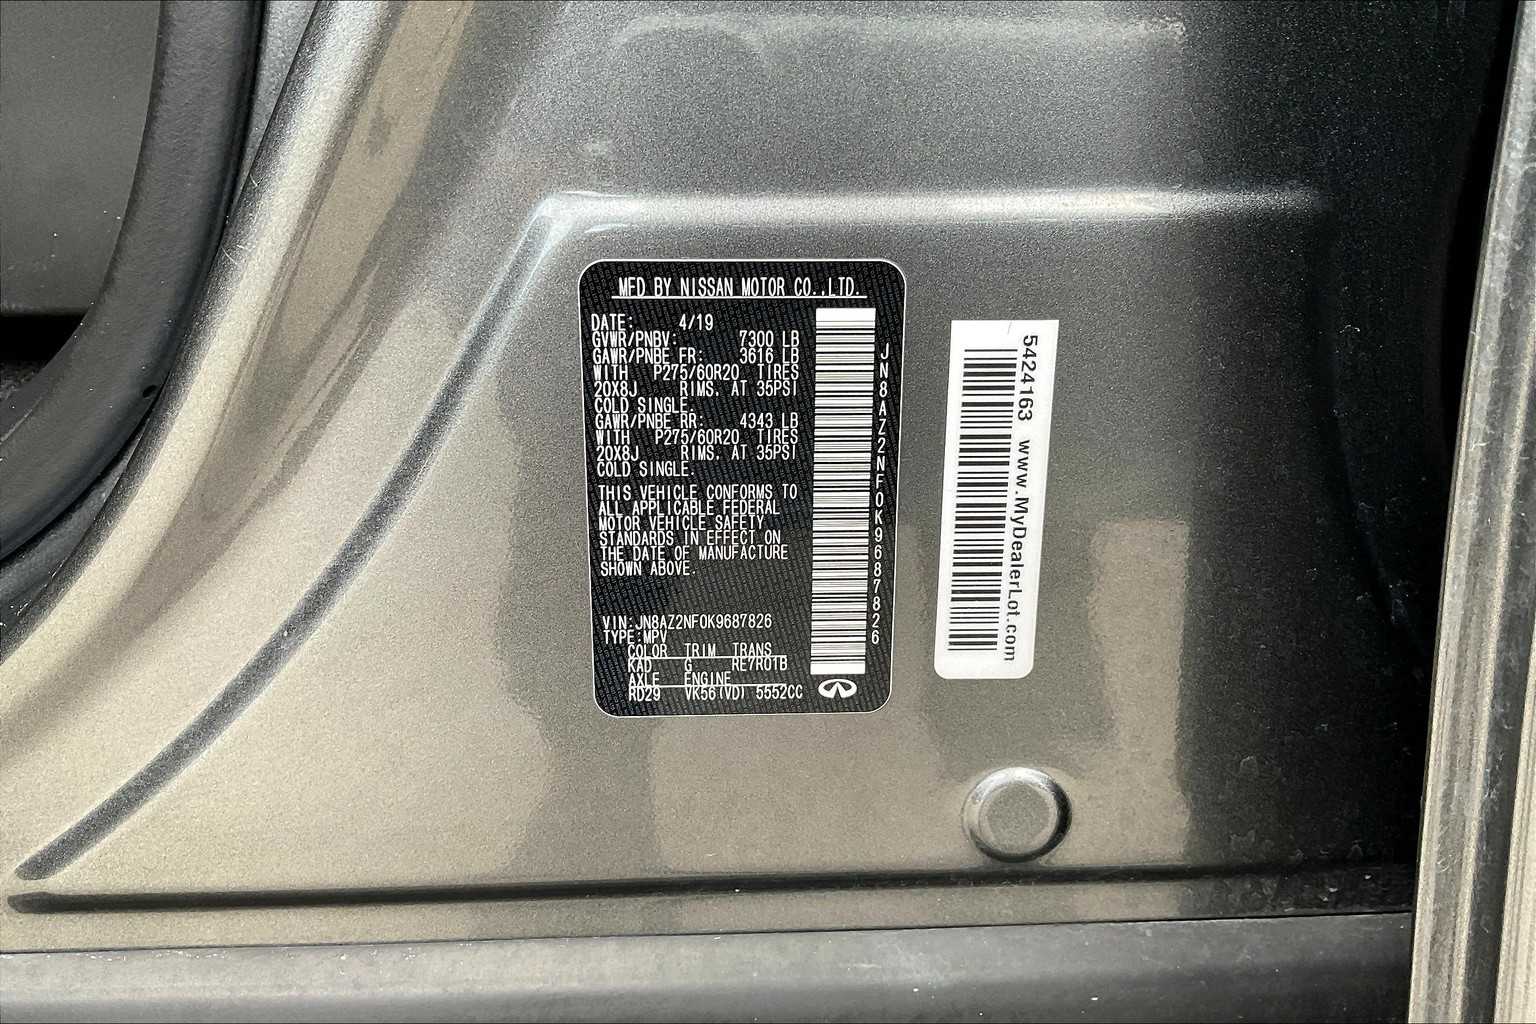 MFD BY NISSAN MOTOR CO.,LTD.
DATE: 4/19
GVWR/PNBV: 7300 LB
GAWR/PNBE FR: 3616 LB
WITH P275/60R20 TIRES
20X8J RIMS, AT 35PSI
COLD SINGLE.
GAWR/PNBE RR: 4343 LB
WITH P275/60R20 TIRES
20X8J RIMS, AT 35PSI
COLD SINGLE.
THIS VEHICLE CONFORMS TO
ALL APPLICABLE FEDERAL
MOTOR VEHICLE SAFETY
STANDARDS IN EFFECT ON
THE DATE OF MANUFACTURE
SHOWN ABOVE.
VIN:JN8AZ2NF0K9687826
TYPE:MPV
COLOR TRIM TRANS
KAD G RE7R01B
AXLE ENGINE
RD29 VK56(VD) 5552CC
JN8AZ2NF0K9687826
5424163 www.MyDealerLot.com